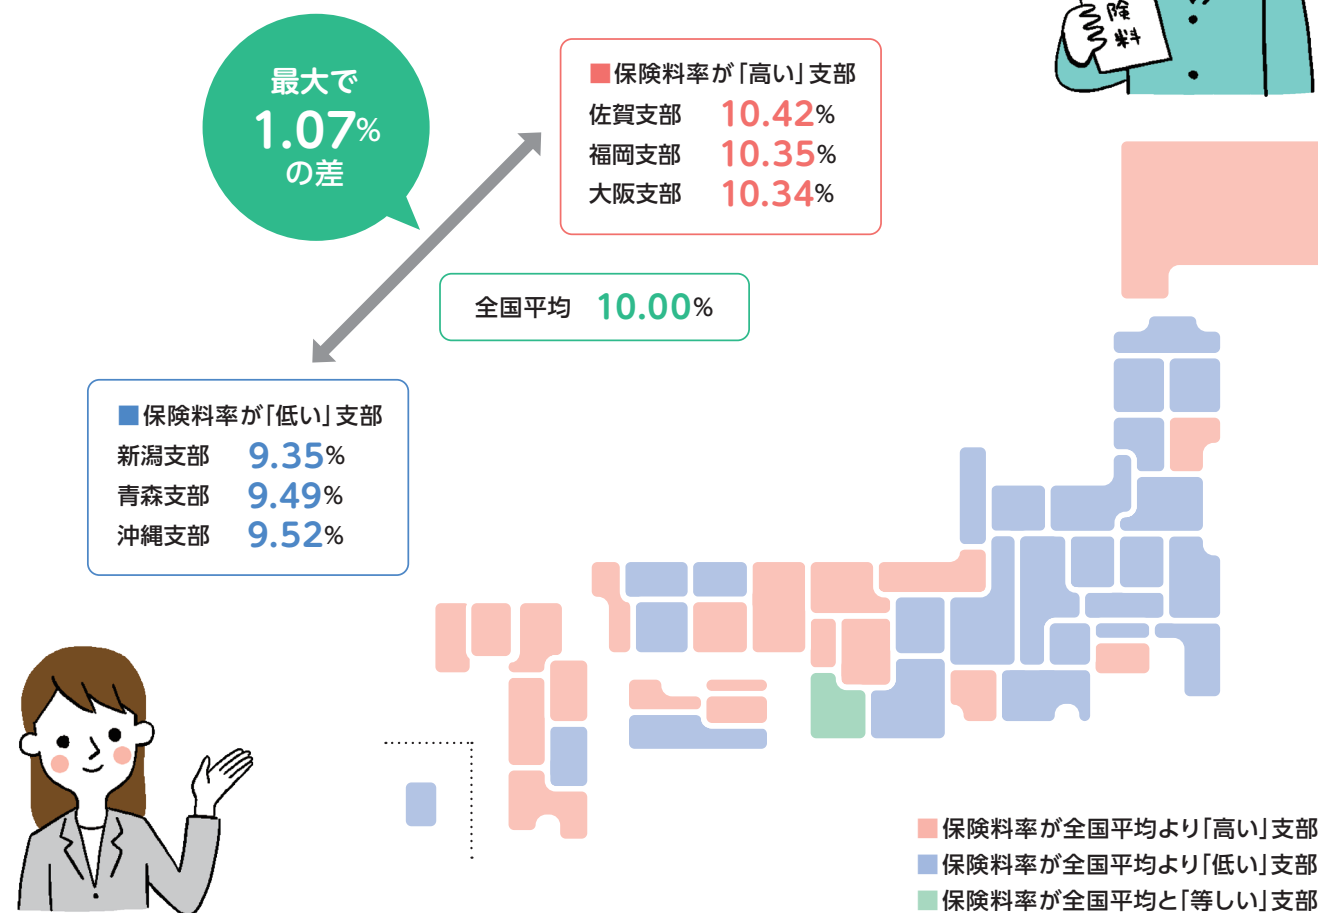 険
料
最大で
1.07%
の差
■保険料率が「高い」支部
佐賀支部 10.42%
福岡支部 10.35%
大阪支部 10.34%
全国平均 10.00%
■保険料率が「低い」支部
新潟支部 9.35%
青森支部 9.49%
沖縄支部 9.52%
■保険料率が全国平均より「高い」支部
■保険料率が全国平均より「低い」支部
■保険料率が全国平均と「等しい」支部